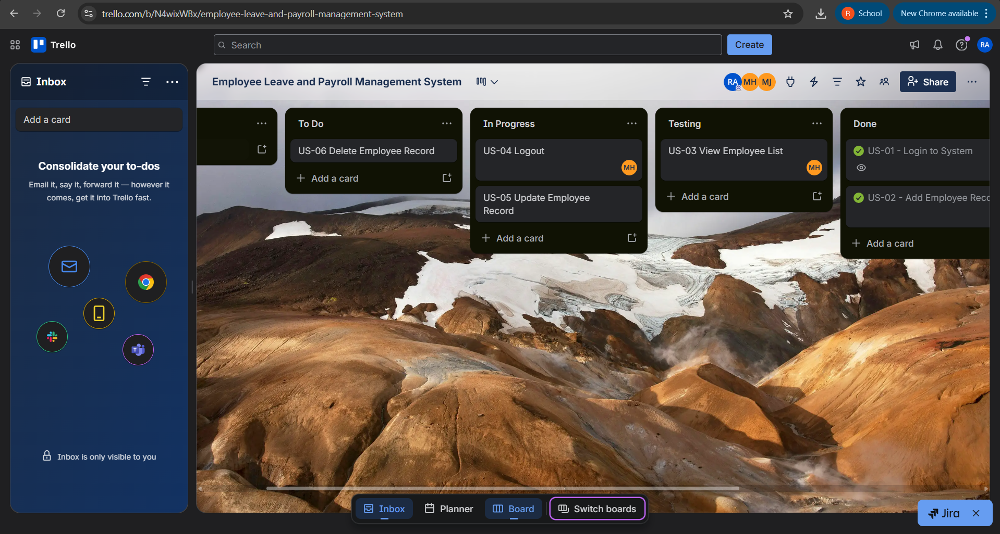 trello.com/b/N4wixWBx/employee-leave-and-payroll-management-system
R
School
New Chrome available
Trello
Search
Create
RA
Inbox
Add a card
Consolidate your to-dos
Email it, say it, forward it — however it
comes, get it into Trello fast.
Inbox is only visible to you
Employee Leave and Payroll Management System
RA
MH
MJ
Share
To Do
US-06 Delete Employee Record
Add a card
In Progress
US-04 Logout
MH
US-05 Update Employee
Record
Add a card
Testing
US-03 View Employee List
MH
Add a card
Done
US-01 - Login to System
US-02 - Add Employee
Add a card
Inbox
Planner
Board
Switch boards
Jira